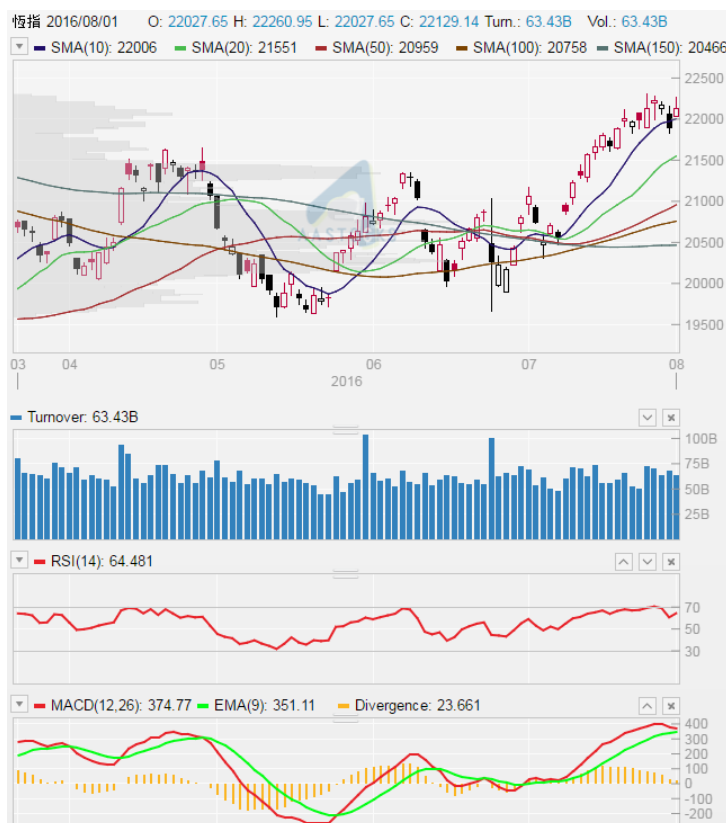 恆指 2016/08/01 O: 22027.65 H: 22260.95 L: 22027.65 C: 22129.14 Turn.: 63.43B Vol.: 63.43B
SMA(10): 22006 SMA(20): 21551 SMA(50): 20959 SMA(100): 20758 SMA(150): 20466
22500
22000
21500
21000
20500
20000
19500
03 04 05 06 07 08
2016
Turnover: 63.43B
100B
75B
50B
25B
RSI(14): 64.481
70
50
30
MACD(12,26): 374.77 EMA(9): 351.11 Divergence: 23.661
400
300
200
100
0
-100
-200